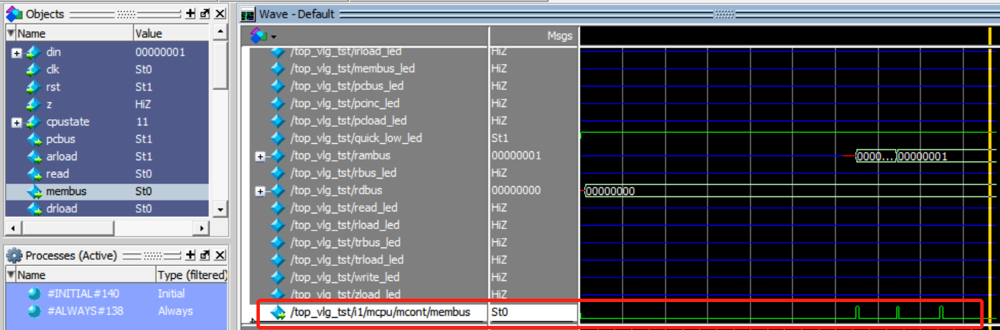 Objects
Name Value
din 00000001
clk St0
rst St1
z HiZ
cpustate 11
pcbus St1
arload St1
read St0
membus St0
drload St0
Processes (Active)
Name Type (filtered)
#INITIAL#140 Initial
#ALWAYS#138 Always
Wave - Default
Msgs
/top_vlg_tst/irload_led HiZ
/top_vlg_tst/membus_led HiZ
/top_vlg_tst/pcbus_led HiZ
/top_vlg_tst/pcinc_led HiZ
/top_vlg_tst/pcload_led HiZ
/top_vlg_tst/quick_low_led St1
/top_vlg_tst/rambus 00000001 0000... 00000001
/top_vlg_tst/rbus_led HiZ
/top_vlg_tst/rdbus 00000000 00000000
/top_vlg_tst/read_led HiZ
/top_vlg_tst/rload_led HiZ
/top_vlg_tst/trbus_led HiZ
/top_vlg_tst/trload_led HiZ
/top_vlg_tst/write_led HiZ
/top_vlg_tst/zload_led HiZ
/top_vlg_tst/i1/mcpu/mcont/membus St0